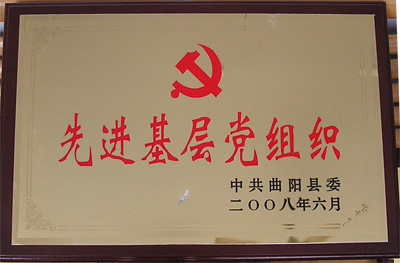 先进基层党组织
中共曲阳县委
二〇〇八年六月